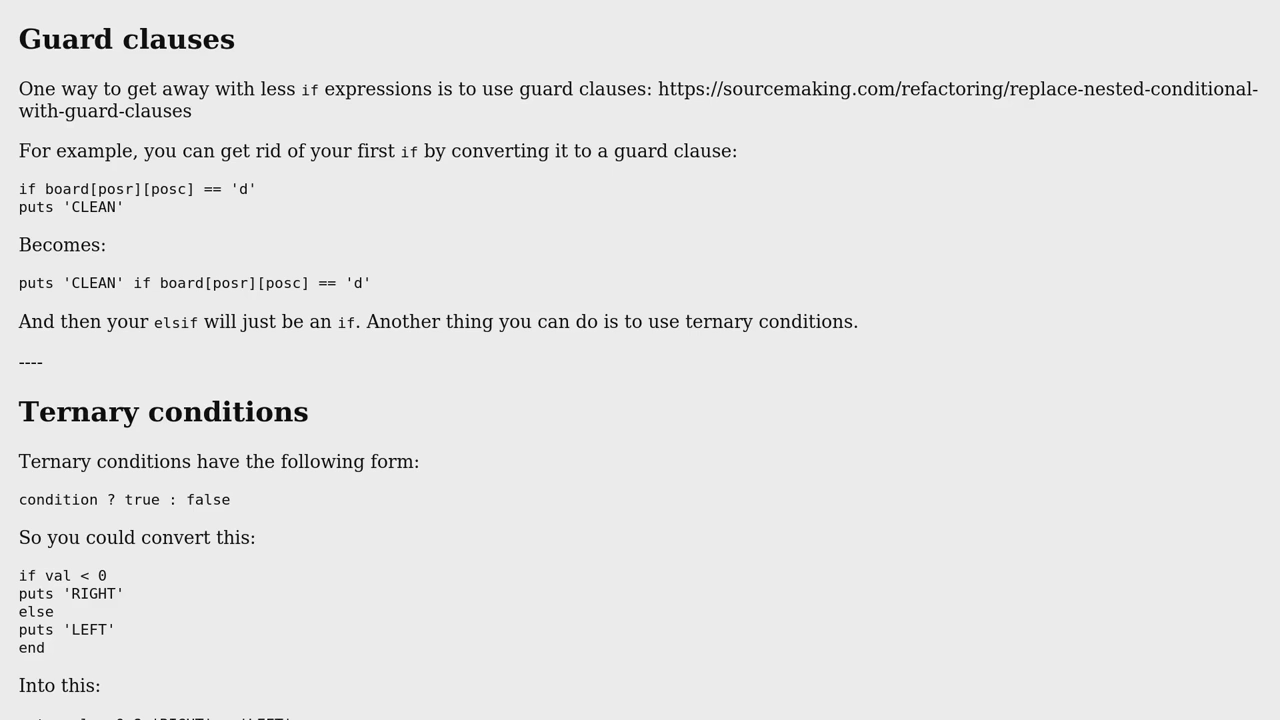 Guard clauses
One way to get away with less if expressions is to use guard clauses: https://sourcemaking.com/refactoring/replace-nested-conditional-
with-guard-clauses
For example, you can get rid of your first if by converting it to a guard clause:
if board[posr][posc] == 'd'
puts 'CLEAN'
Becomes:
puts 'CLEAN' if board[posr][posc] == 'd'
And then your elsif will just be an if. Another thing you can do is to use ternary conditions.
----
Ternary conditions
Ternary conditions have the following form:
condition ? true : false
So you could convert this:
if val < 0
puts 'RIGHT'
else
puts 'LEFT'
end
Into this: